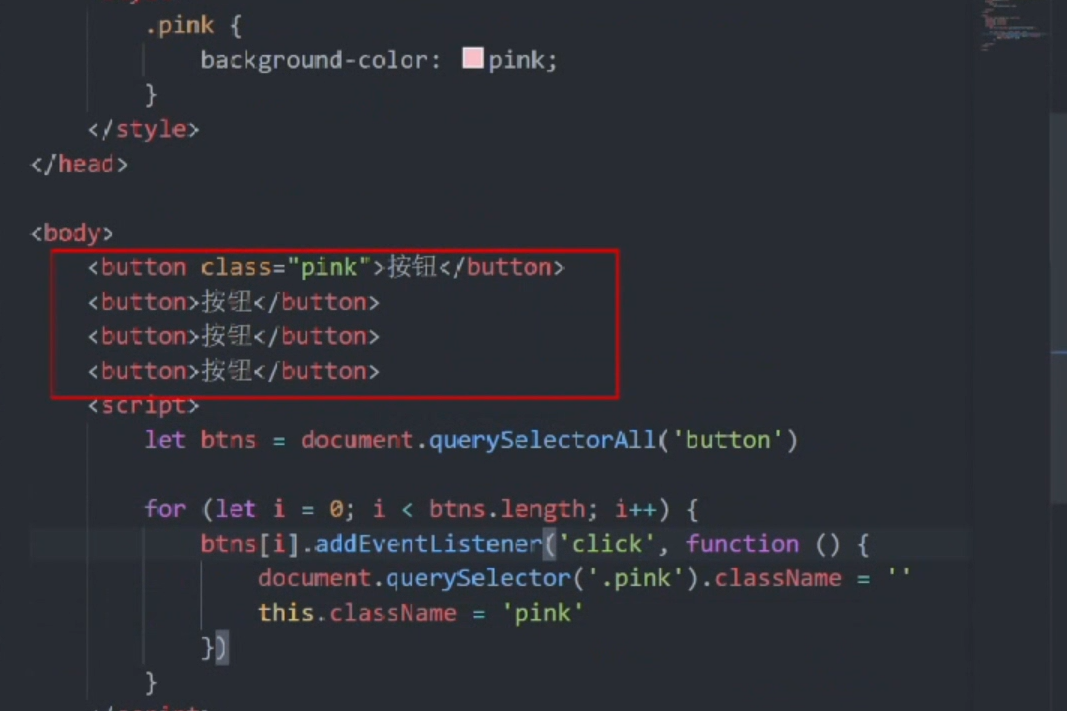 .pink {
background-color: pink;
}
</style>
</head>
<body>
<button class="pink">按钮</button>
<button>按钮</button>
<button>按钮</button>
<button>按钮</button>
<script>
let btns = document.querySelectorAll('button')
for (let i = 0; i < btns.length; i++) {
btns[i].addEventListener('click', function () {
document.querySelector('.pink').className = ''
this.className = 'pink'
})
}